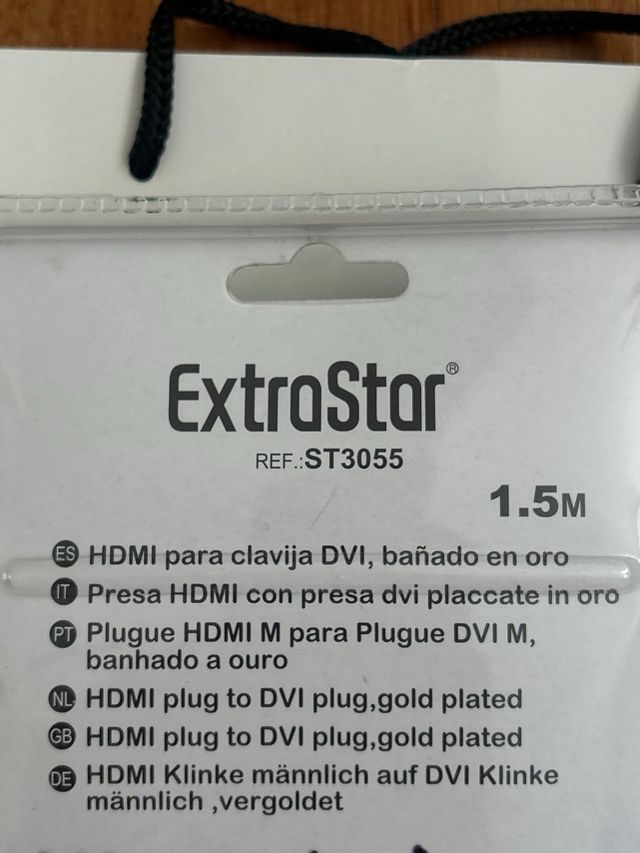 ExtraStar®
REF.:ST3055
1.5M
ES HDMI para clavija DVI, bañado en oro
IT Presa HDMI con presa dvi placcate in oro
PT Plugue HDMI M para Plugue DVI M,
banhado a ouro
NL HDMI plug to DVI plug,gold plated
GB HDMI plug to DVI plug,gold plated
DE HDMI Klinke männlich auf DVI Klinke
männlich ,vergoldet